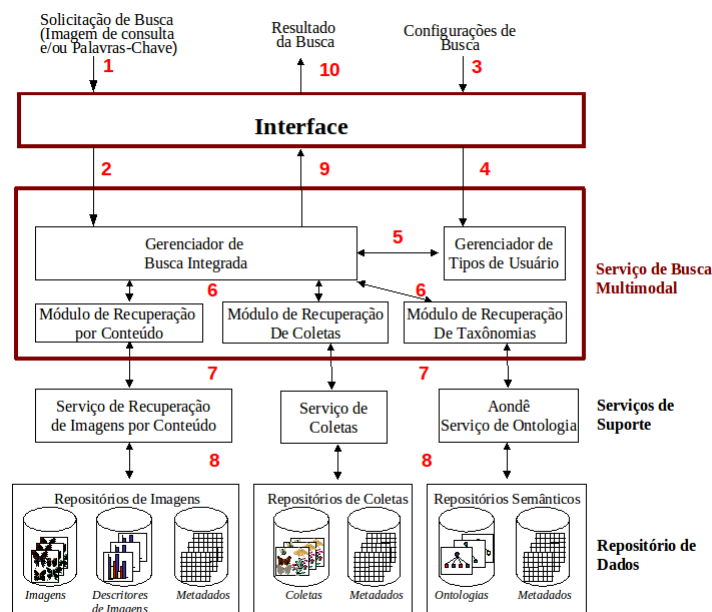 Solicitação de Busca
(Imagem de consulta
e/ou Palavras-Chave)
Resultado
da Busca
Configurações de
Busca
1
10
3
Interface
2
9
4
Gerenciador de
Busca Integrada
5
Gerenciador de
Tipos de Usuário
Serviço de Busca
Multimodal
6
6
Módulo de Recuperação
por Conteúdo
Módulo de Recuperação
De Coletas
Módulo de Recuperação
De Taxônomias
7
7
Serviço de Recuperação
de Imagens por Conteúdo
Serviço de
Coletas
Aondê
Serviço de Ontologia
Serviços de
Suporte
8
8
Repositórios de Imagens
Imagens
Descritores
de Imagens
Metadados
Repositórios de Coletas
Coletas
Metadados
Repositórios Semânticos
Ontologias
Metadados
Repositório de
Dados